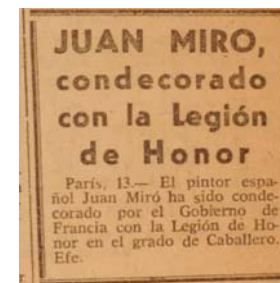 JUAN MIRO,
condecorado
con la Legión
de Honor
París, 13.— El pintor espa-
ñol Juan Miró ha sido conde-
corado por el Gobierno de
Francia con la Legión de Ho-
nor en el grado de Caballero.
Efe.